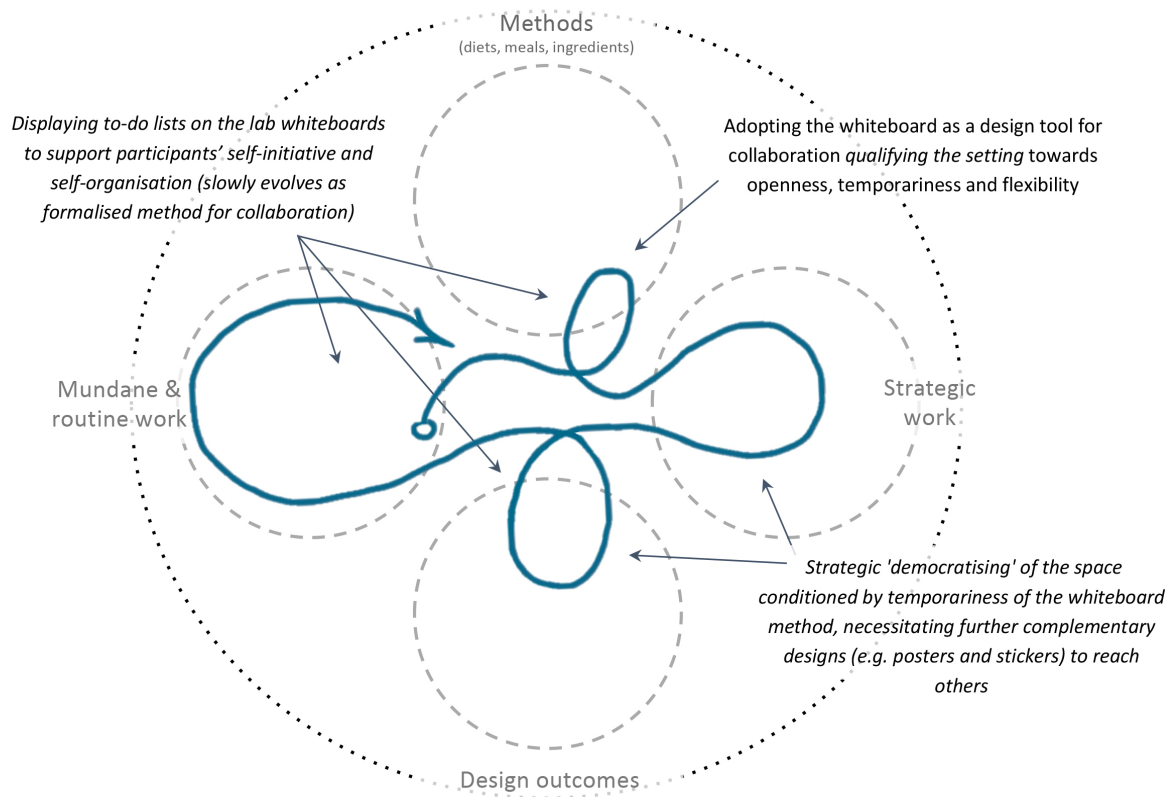 Methods
(diets, meals, ingredients)
Displaying to-do lists on the lab whiteboards
to support participants’ self-initiative and
self-organisation (slowly evolves as
formalised method for collaboration)
Adopting the whiteboard as a design tool for
collaboration qualifying the setting towards
openness, temporariness and flexibility
Mundane &
routine work
Strategic
work
Strategic 'democratising' of the space
conditioned by temporariness of the whiteboard
method, necessitating further complementary
designs (e.g. posters and stickers) to reach
others
Design outcomes